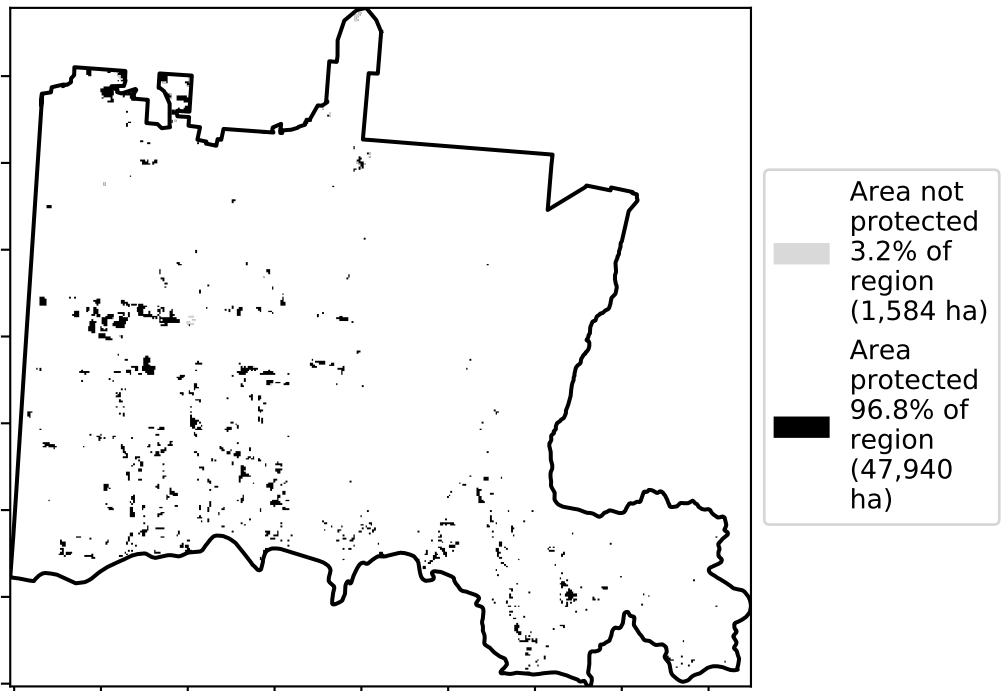 Area not
protected
3.2% of
region
(1,584 ha)
Area
protected
96.8% of
region
(47,940
ha)